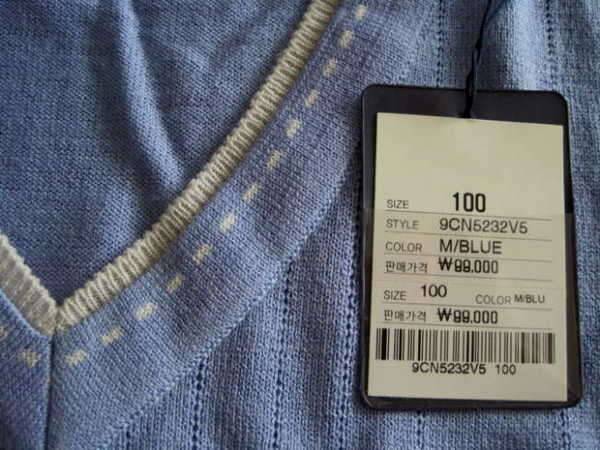 SIZE 100
STYLE 9CN5232V5
COLOR M/BLUE
판매가격 ₩99.000
SIZE 100 COLOR M/BLU
판매가격 ₩99.000
9CN5232V5 100